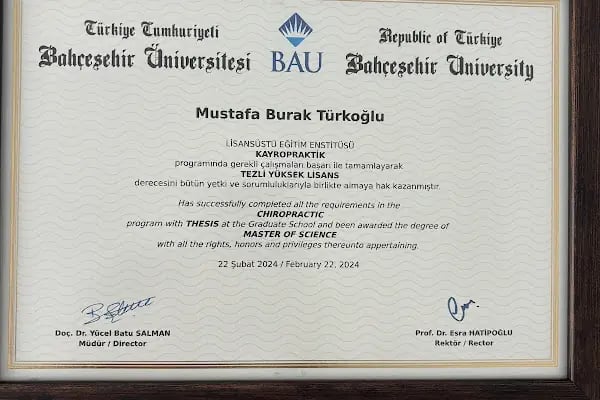 Türkiye Cumhuriyeti
Bahçeşehir Üniversitesi
BAU
Republic of Türkiye
Bahçeşehir University
Mustafa Burak Türkoğlu
LİSANSÜSTÜ EĞİTİM ENSTİTÜSÜ
KAYROPRAKTİK
programında gerekli çalışmaları başarı ile tamamlayarak
TEZLİ YÜKSEK LİSANS
derecesini bütün yetki ve sorumluluklarıyla birlikte almaya hak kazanmıştır.
Has successfully completed all the requirements in the
CHIROPRACTIC
program with THESIS at the Graduate School and been awarded the degree of
MASTER OF SCIENCE
with all the rights, honors and privileges thereunto appertaining.
22 Şubat 2024 / February 22, 2024
Doç. Dr. Yücel Batu SALMAN
Müdür / Director
Prof. Dr. Esra HATİPOĞLU
Rektör / Rector